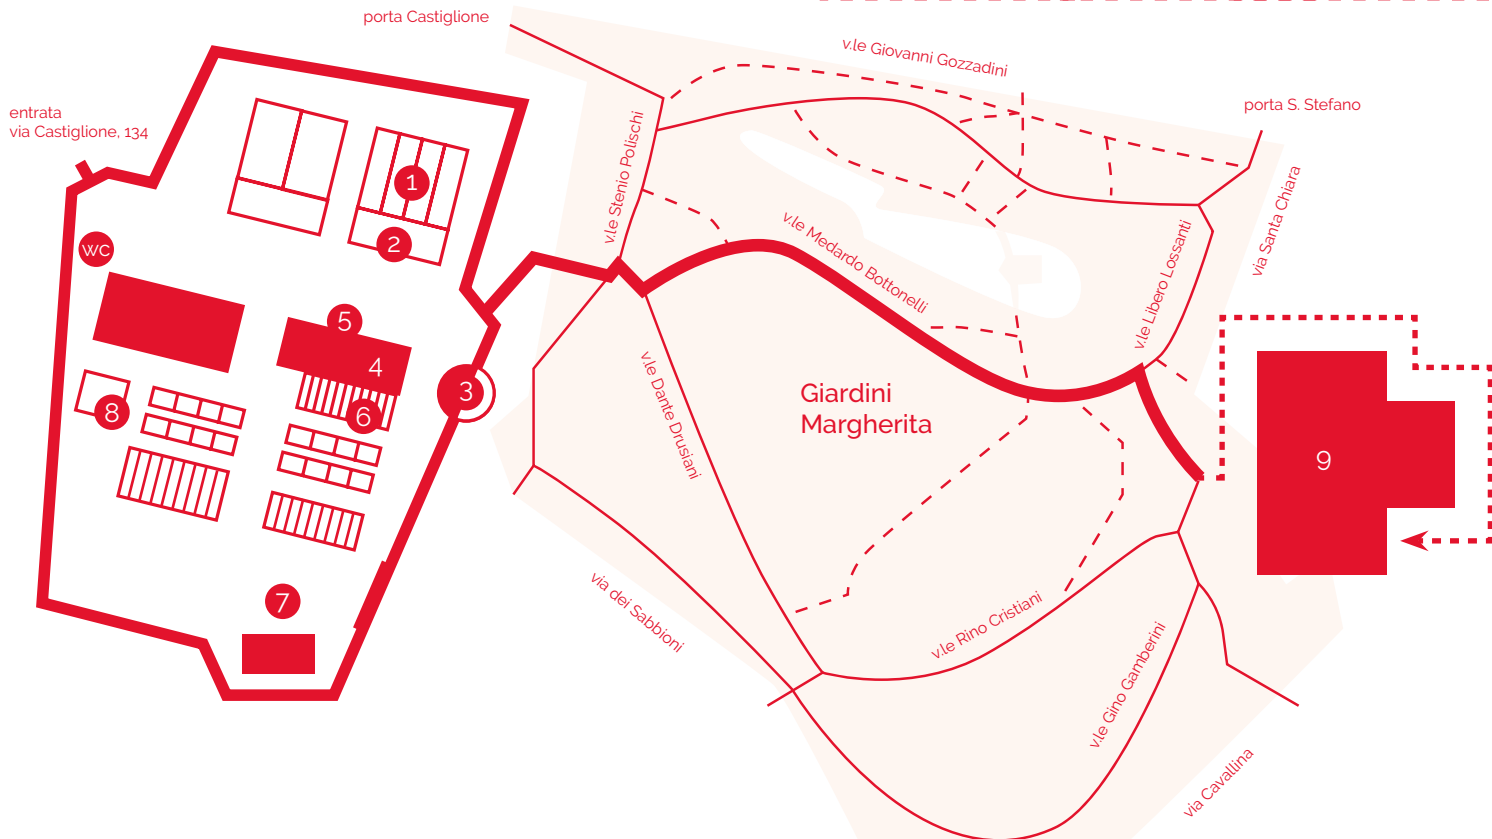 porta Castiglione
v.le Giovanni Gozzadini
entrata
via Castiglione, 134
porta S. Stefano
v.le Stenio Polischi
via Santa Chiara
1
2
WC
v.le Medardo Bottonelli
v.le Libero Lossanti
5
4
3
6
8
v.le Dante Drusiani
Giardini
Margherita
9
7
via dei Sabbioni
v.le Rino Cristiani
v.le Gino Gamberini
via Cavallina